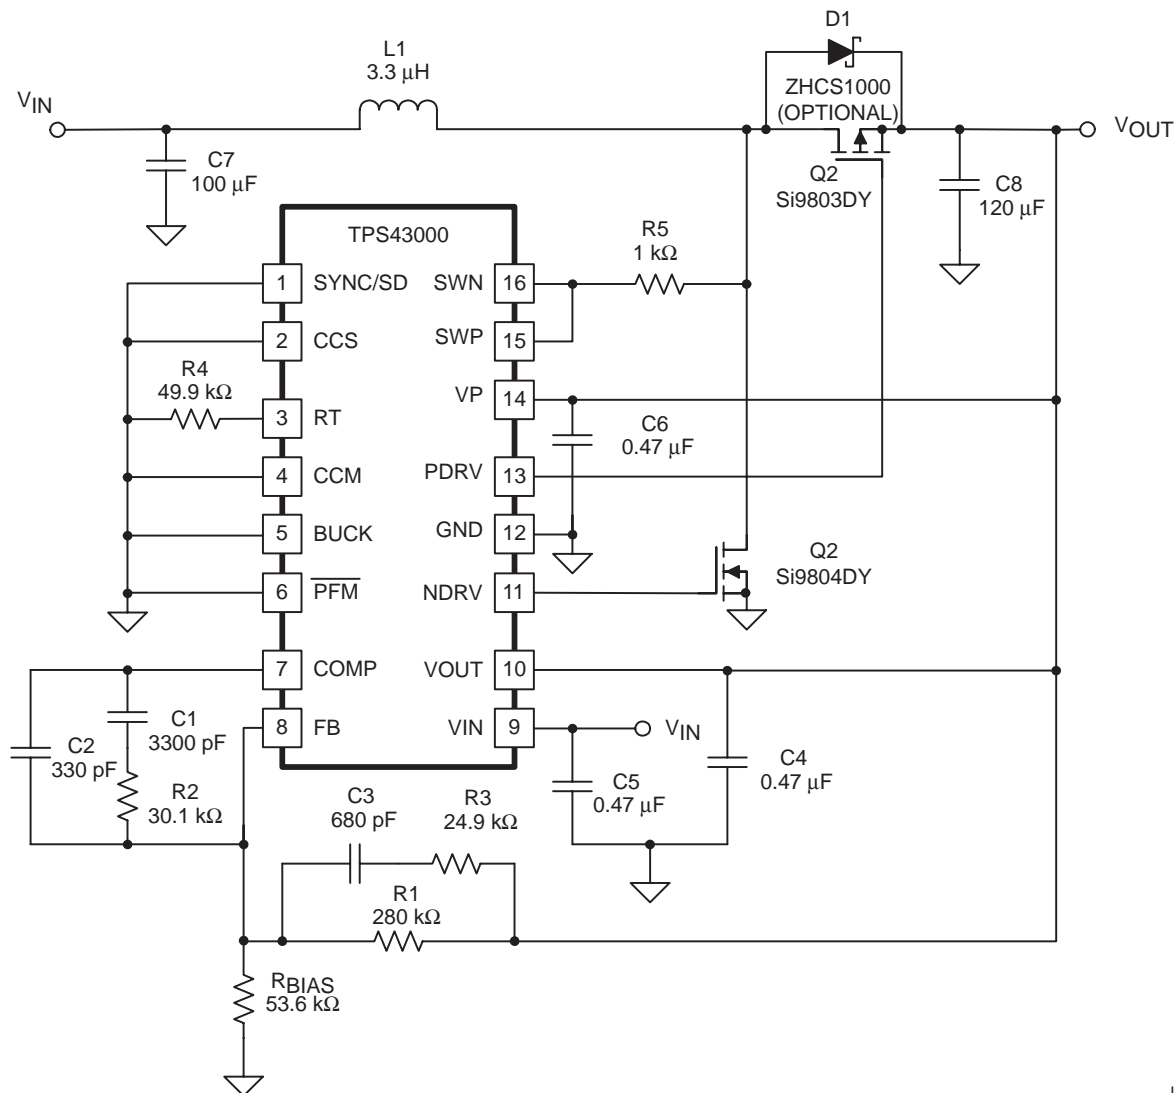 D1
L1
3.3 μH
ZHCS1000
(OPTIONAL)
VIN
VOUT
C7
100 μF
Q2
Si9803DY
C8
120 μF
TPS43000
R5
1 kΩ
1 SYNC/SD SWN 16
2 CCS SWP 15
R4
49.9 kΩ
VP 14
3 RT
C6
0.47 μF
4 CCM PDRV 13
5 BUCK GND 12
Q2
Si9804DY
6 PFM NDRV 11
7 COMP VOUT 10
8 FB VIN 9
VIN
C1
3300 pF
C2
330 pF
R2
30.1 kΩ
C5
0.47 μF
C4
0.47 μF
C3
680 pF
R3
24.9 kΩ
R1
280 kΩ
RBIAS
53.6 kΩ